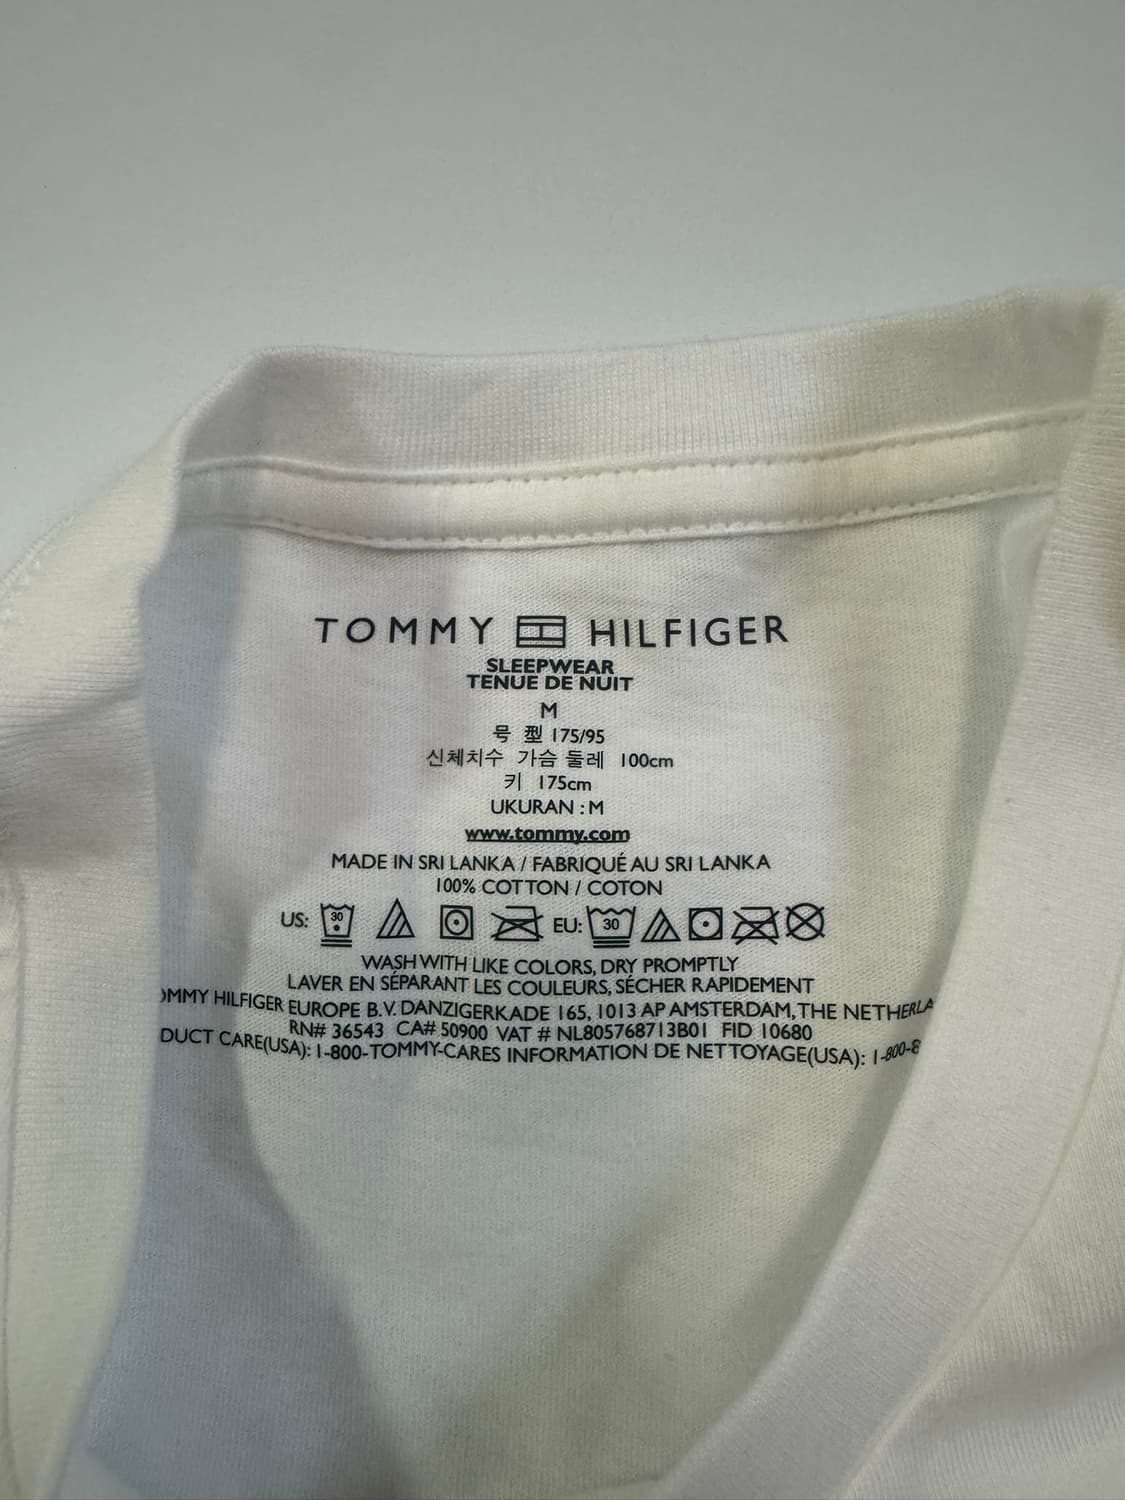 TOMMY HILFIGER
SLEEPWEAR
TENUE DE NUIT
M
号 型 175/95
신체치수 가슴 둘레 100cm
키 175cm
UKURAN : M
www.tommy.com
MADE IN SRI LANKA / FABRIQUÉ AU SRI LANKA
100% COTTON / COTON
US: 30 EU: 30
WASH WITH LIKE COLORS, DRY PROMPTLY
LAVER EN SÉPARANT LES COULEURS, SÉCHER RAPIDEMENT
OMMY HILFIGER EUROPE B.V. DANZIGERKADE 165, 1013 AP AMSTERDAM, THE NETHERLA
RN# 36543 CA# 50900 VAT # NL805768713B01 FID 10680
DUCT CARE(USA): 1-800-TOMMY-CARES INFORMATION DE NETTOYAGE(USA): 1-800-8